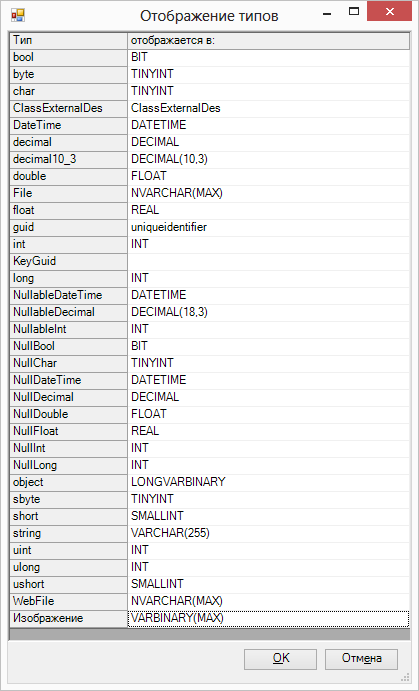 Отображение типов
Тип отображается в:
bool BIT
byte TINYINT
char TINYINT
ClassExternalDes ClassExternalDes
DateTime DATETIME
decimal DECIMAL
decimal10_3 DECIMAL(10,3)
double FLOAT
File NVARCHAR(MAX)
float REAL
guid uniqueidentifier
int INT
KeyGuid
long INT
NullableDateTime DATETIME
NullableDecimal DECIMAL(18,3)
NullableInt INT
NullBool BIT
NullChar TINYINT
NullDateTime DATETIME
NullDecimal DECIMAL
NullDouble FLOAT
NullFloat REAL
NullInt INT
NullLong INT
object LONGVARBINARY
sbyte TINYINT
short SMALLINT
string VARCHAR(255)
uint INT
ulong INT
ushort SMALLINT
WebFile NVARCHAR(MAX)
Изображение VARBINARY(MAX)
OK Отмена